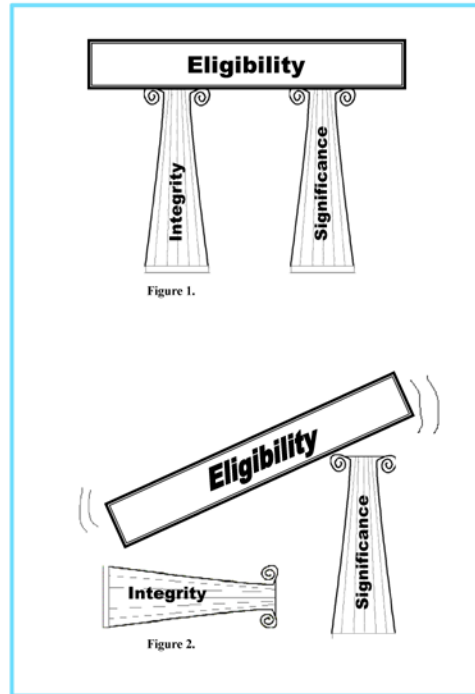 Eligibility
Integrity
Significance
Figure 1.
Eligibility
Integrity
Significance
Figure 2.